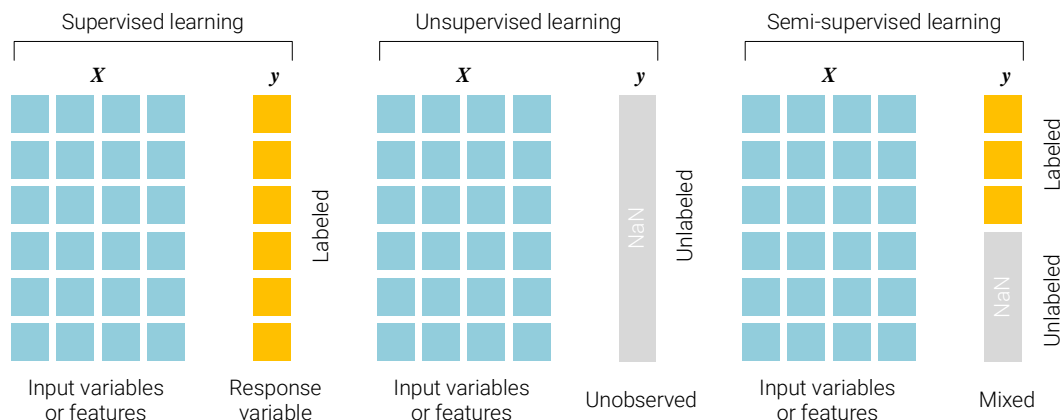 Supervised learning
X
y
Labeled
Input variables
or features
Response
variable
Unsupervised learning
X
y
NaN
Unlabeled
Input variables
or features
Unobserved
Semi-supervised learning
X
y
Labeled
NaN
Unlabeled
Input variables
or features
Mixed